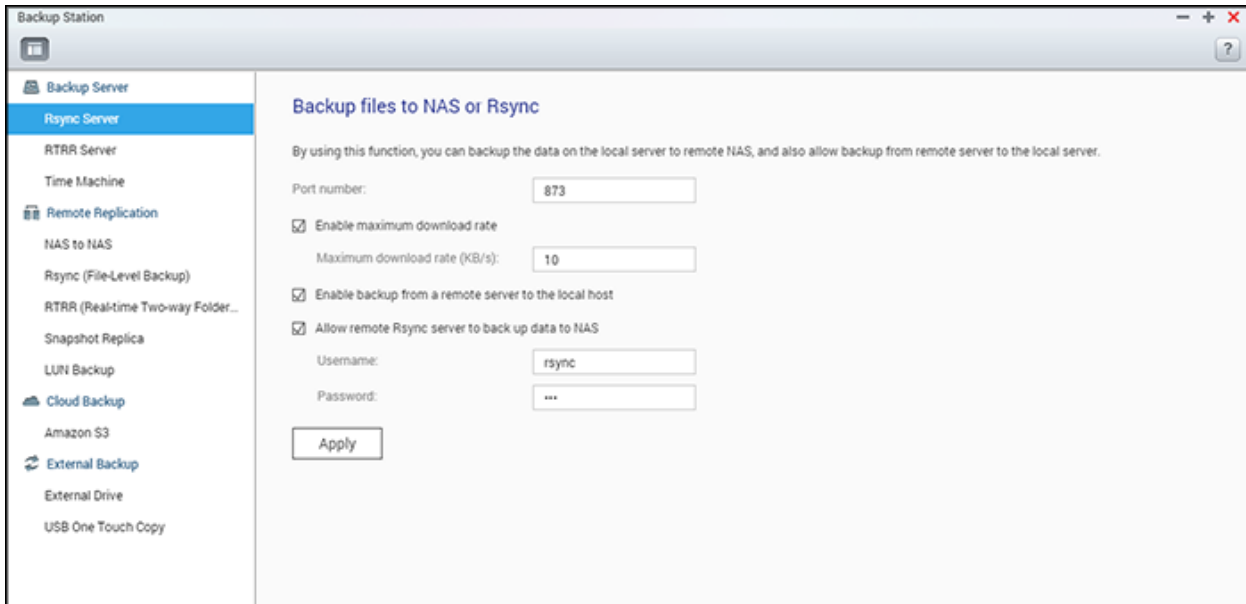 Backup Station
?
Backup Server
Rsync Server
RTRR Server
Time Machine
Remote Replication
NAS to NAS
Rsync (File-Level Backup)
RTRR (Real-time Two-way Folder...
Snapshot Replica
LUN Backup
Cloud Backup
Amazon S3
External Backup
External Drive
USB One Touch Copy
Backup files to NAS or Rsync
By using this function, you can backup the data on the local server to remote NAS, and also allow backup from remote server to the local server.
Port number: 873
Enable maximum download rate
Maximum download rate (KB/s): 10
Enable backup from a remote server to the local host
Allow remote Rsync server to back up data to NAS
Username: rsync
Password: •••
Apply